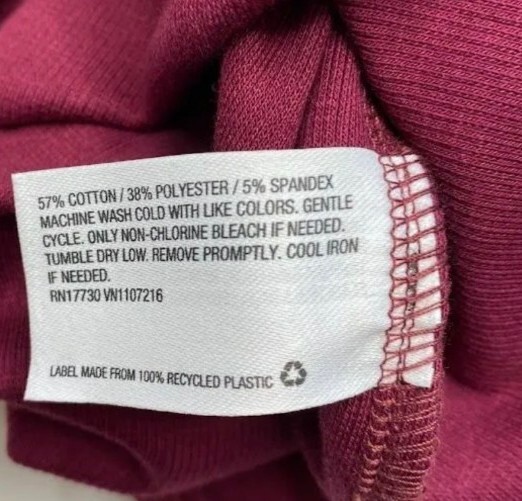 57% COTTON / 38% POLYESTER / 5% SPANDEX
MACHINE WASH COLD WITH LIKE COLORS. GENTLE
CYCLE. ONLY NON-CHLORINE BLEACH IF NEEDED.
TUMBLE DRY LOW. REMOVE PROMPTLY. COOL IRON
IF NEEDED.
RN17730 VN1107216
LABEL MADE FROM 100% RECYCLED PLASTIC